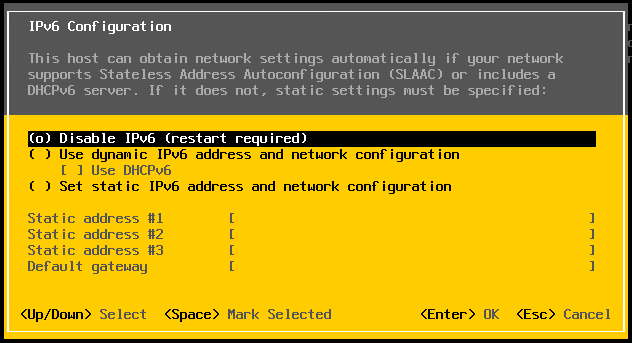 IPv6 Configuration
This host can obtain network settings automatically if your network
supports Stateless Address Autoconfiguration (SLAAC) or includes a
DHCPv6 server. If it does not, static settings must be specified:
(o) Disable IPv6 (restart required)
( ) Use dynamic IPv6 address and network configuration
[ ] Use DHCPv6
( ) Set static IPv6 address and network configuration
Static address #1 [ ]
Static address #2 [ ]
Static address #3 [ ]
Default gateway [ ]
<Up/Down> Select <Space> Mark Selected <Enter> OK <Esc> Cancel